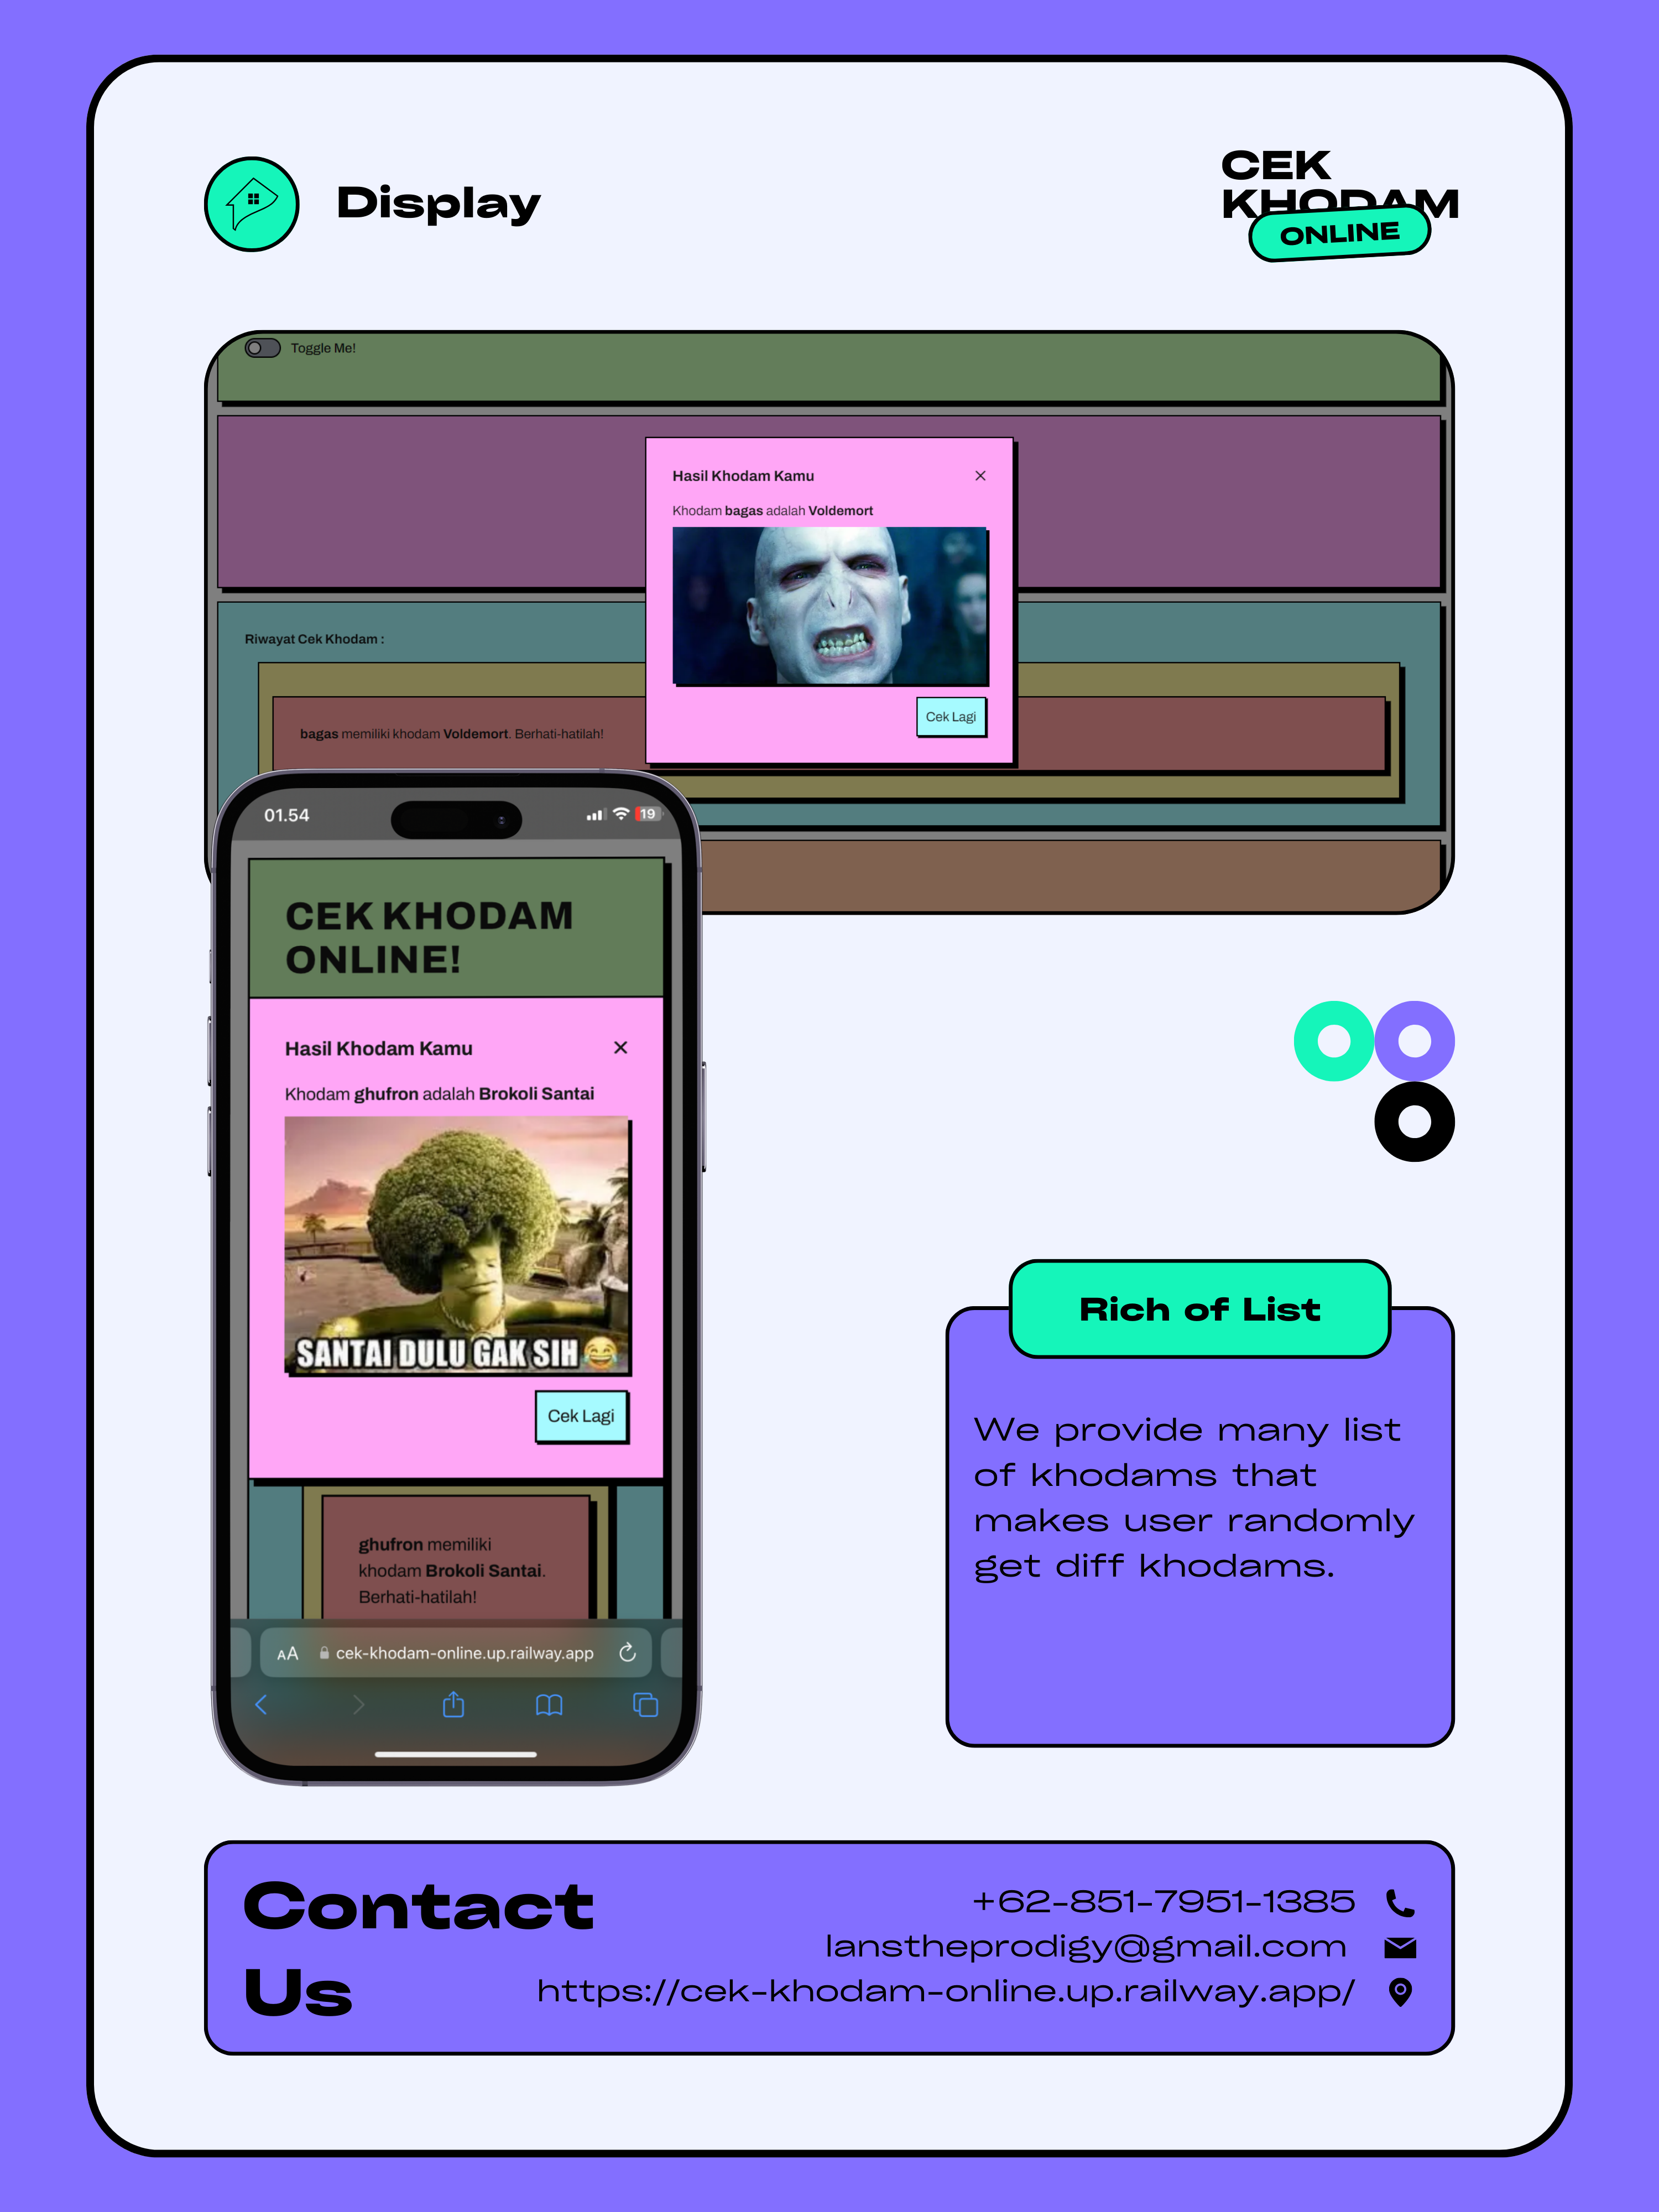 Display
CEK
KHODAM
ONLINE
Toggle Me!
Hasil Khodam Kamu
Khodam bagas adalah Voldemort
Cek Lagi
Riwayat Cek Khodam :
bagas memiliki khodam Voldemort. Berhati-hatilah!
01.54
19
CEK KHODAM
ONLINE!
Hasil Khodam Kamu
Khodam ghufron adalah Brokoli Santai
SANTAI DULU GAK SIH 😂
Cek Lagi
ghufron memiliki
khodam Brokoli Santai.
Berhati-hatilah!
AA cek-khodam-online.up.railway.app
Rich of List
We provide many list
of khodams that
makes user randomly
get diff khodams.
Contact
Us
+62-851-7951-1385
lanstheprodigy@gmail.com
https://cek-khodam-online.up.railway.app/